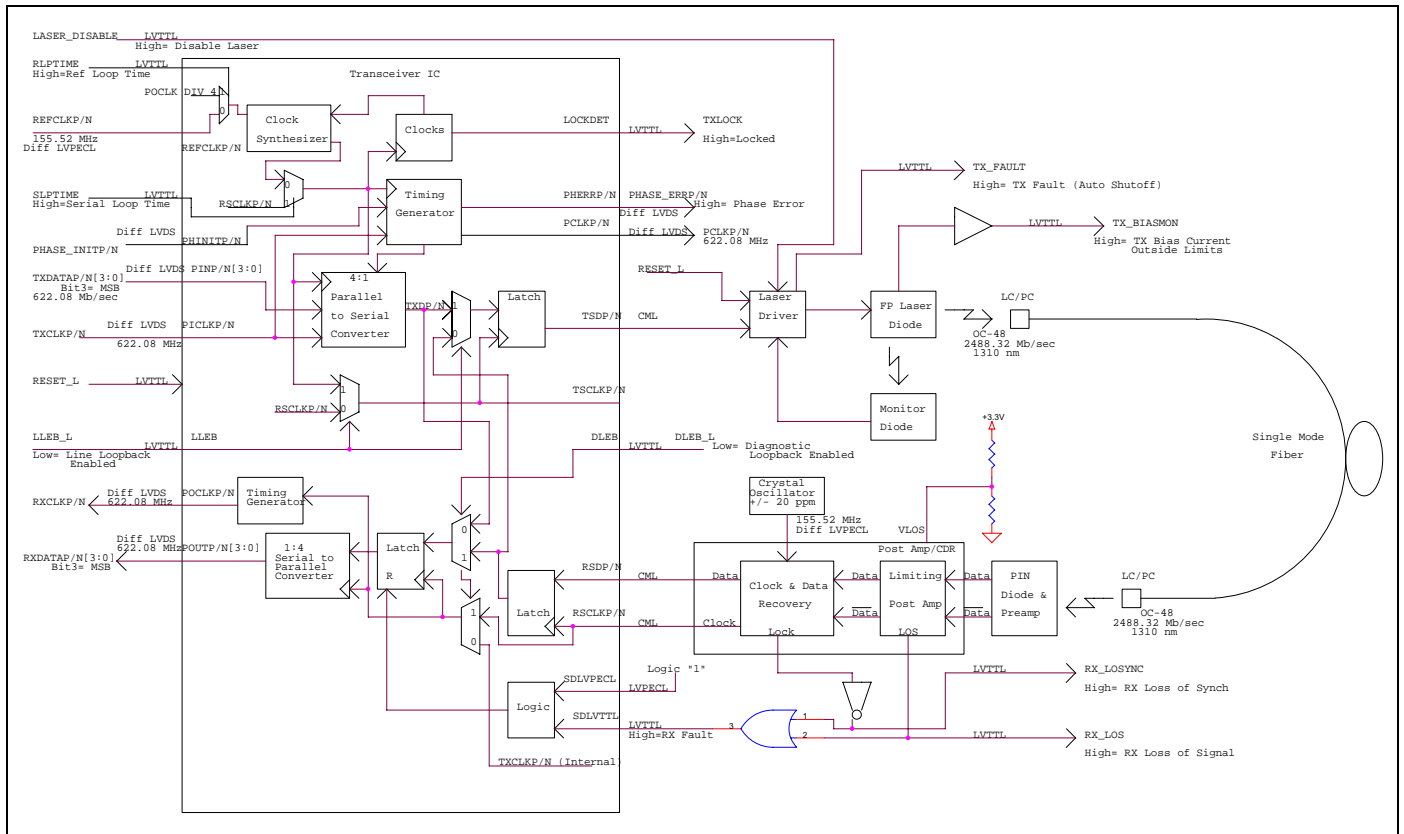 LASER_DISABLE LVTTL
High= Disable Laser
RLPTIME LVTTL
High=Ref Loop Time
Transceiver IC
POCLK DIV 4 1
0
REFCLKP/N
155.52 MHz
Diff LVPECL
REFCLKP/N
Clock
Synthesizer
Clocks
LOCKDET LVTTL TXLOCK
High=Locked
SLPTIME LVTTL
High=Serial Loop Time
RSCLKP/N
0
1
Timing
Generator
PHERRP/N PHASE_ERRP/N
Diff LVDS High= Phase Error
PCLKP/N Diff LVDS PCLKP/N
622.08 MHz
LVTTL TX_FAULT
High= TX Fault (Auto Shutoff)
LVTTL TX_BIASMON
High= TX Bias Current
Outside Limits
Diff LVDS PHINITP/N
PHASE_INITP/N
TXDATAP/N[3:0] Diff LVDS PINP/N[3:0]
Bit3= MSB
622.08 Mb/sec
4:1
Parallel
to Serial
Converter
TXDP/N 1
0
Latch
TXCLKP/N Diff LVDS PICLKP/N
622.08 MHz
TSDP/N CML
RESET_L
Laser
Driver
FP Laser
Diode
LC/PC
OC-48
2488.32 Mb/sec
1310 nm
RESET_L LVTTL
1
0
RSCLKP/N
TSCLKP/N
Monitor
Diode
+3.3V
Single Mode
Fiber
LLEB_L LVTTL LLEB
Low= Line Loopback
Enabled
DLEB LVTTL DLEB_L
Low= Diagnostic
Loopback Enabled
RXCLKP/N Diff LVDS POCLKP/N
622.08 MHz
Timing
Generator
Crystal
Oscillator
+/- 20 ppm
155.52 MHz
Diff LVPECL
VLOS
0
1
Diff LVDS
622.08 MHz POUTP/N[3:0]
RXDATAP/N[3:0]
Bit3= MSB
1:4
Serial to
Parallel
Converter
Latch
R
Post Amp/CDR
RSDP/N CML Data
Clock & Data
Recovery
Lock
Data
Data
Limiting
Post Amp
LOS
Data
Data
PIN
Diode &
Preamp
LC/PC
OC-48
2488.32 Mb/sec
1310 nm
Latch
RSCLKP/N CML Clock
1
0
Logic "1"
SDLVPECL LVPECL
Logic
SDLVTTL LVTTL
High=RX Fault
3
1
2
LVTTL RX_LOSYNC
High= RX Loss of Synch
LVTTL RX_LOS
High= RX Loss of Signal
TXCLKP/N (Internal)